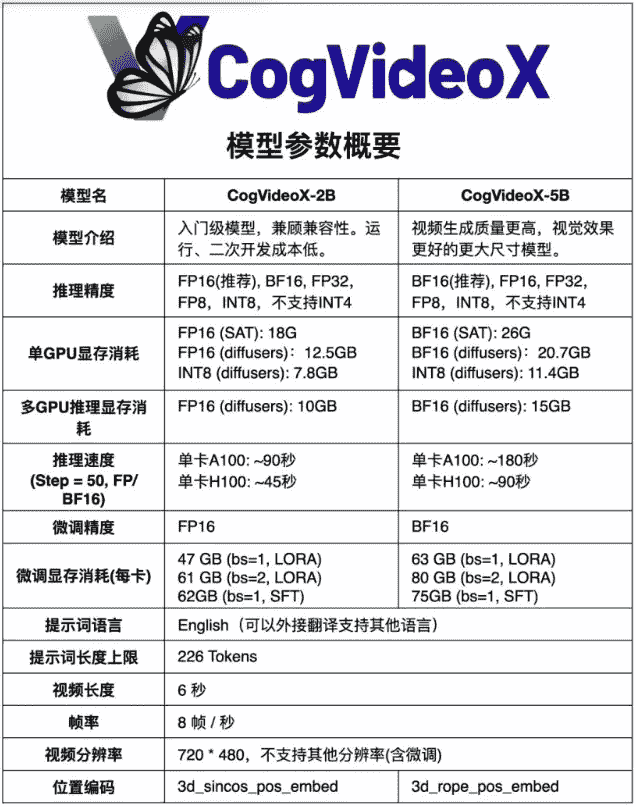 CogVideoX
模型参数概要
模型名 CogVideoX-2B CogVideoX-5B
模型介绍 入门级模型，兼顾兼容性。运行、二次开发成本低。 视频生成质量更高，视觉效果更好的更大尺寸模型。
推理精度 FP16(推荐), BF16, FP32, FP8，INT8，不支持INT4 BF16(推荐), FP16, FP32, FP8，INT8，不支持INT4
单GPU显存消耗
FP16 (SAT): 18G
FP16 (diffusers)：12.5GB
INT8 (diffusers): 7.8GB
BF16 (SAT): 26G
BF16 (diffusers)：20.7GB
INT8 (diffusers): 11.4GB
多GPU推理显存消耗 FP16 (diffusers): 10GB BF16 (diffusers): 15GB
推理速度
(Step = 50, FP/
BF16)
单卡A100: ~90秒
单卡H100: ~45秒
单卡A100: ~180秒
单卡H100: ~90秒
微调精度 FP16 BF16
微调显存消耗(每卡)
47 GB (bs=1, LORA)
61 GB (bs=2, LORA)
62GB (bs=1, SFT)
63 GB (bs=1, LORA)
80 GB (bs=2, LORA)
75GB (bs=1, SFT)
提示词语言 English（可以外接翻译支持其他语言）
提示词长度上限 226 Tokens
视频长度 6 秒
帧率 8 帧 / 秒
视频分辨率 720 * 480，不支持其他分辨率(含微调)
位置编码 3d_sincos_pos_embed 3d_rope_pos_embed